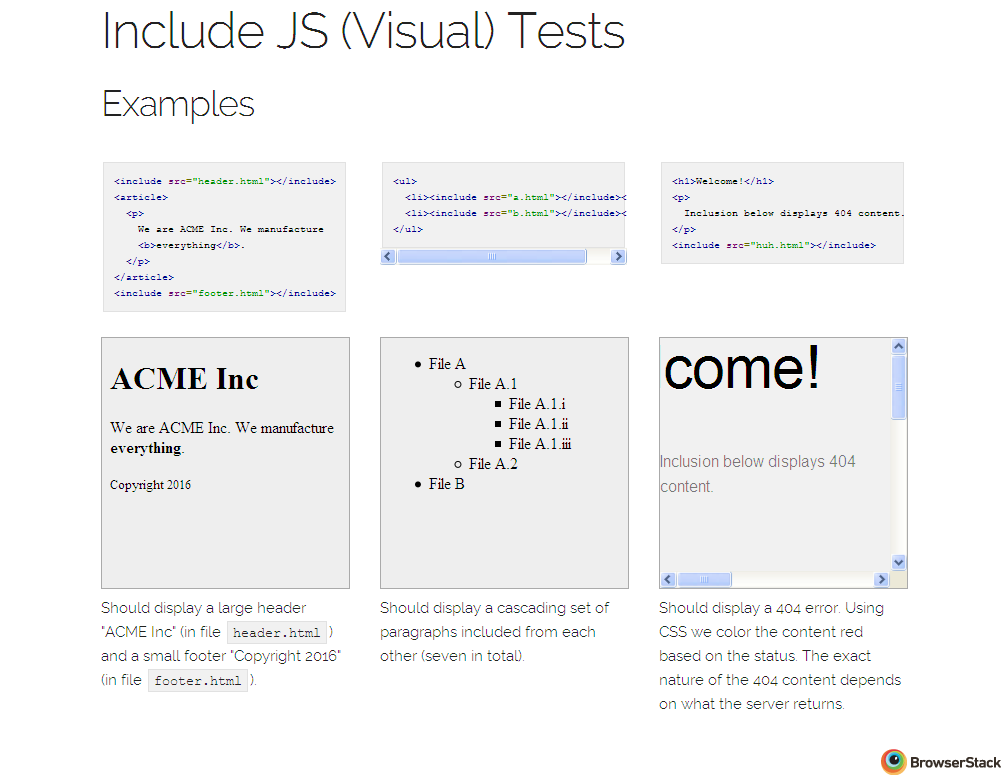 Include JS (Visual) Tests
Examples
<include src="header.html"></include>
<article>
<p>
We are ACME Inc. We manufacture
<b>everything</b>.
</p>
</article>
<include src="footer.html"></include>
<ul>
<li><include src="a.html"></include><
<li><include src="b.html"></include><
</ul>
<h1>Welcome!</h1>
<p>
Inclusion below displays 404 content.
</p>
<include src="huh.html"></include>
ACME Inc
We are ACME Inc. We manufacture
everything.
Copyright 2016
File A
File A.1
File A.1.i
File A.1.ii
File A.1.iii
File A.2
File B
come!
Inclusion below displays 404
content.
Should display a large header
"ACME Inc" (in file header.html )
and a small footer "Copyright 2016"
(in file footer.html ).
Should display a cascading set of
paragraphs included from each
other (seven in total).
Should display a 404 error. Using
CSS we color the content red
based on the status. The exact
nature of the 404 content depends
on what the server returns.
BrowserStack